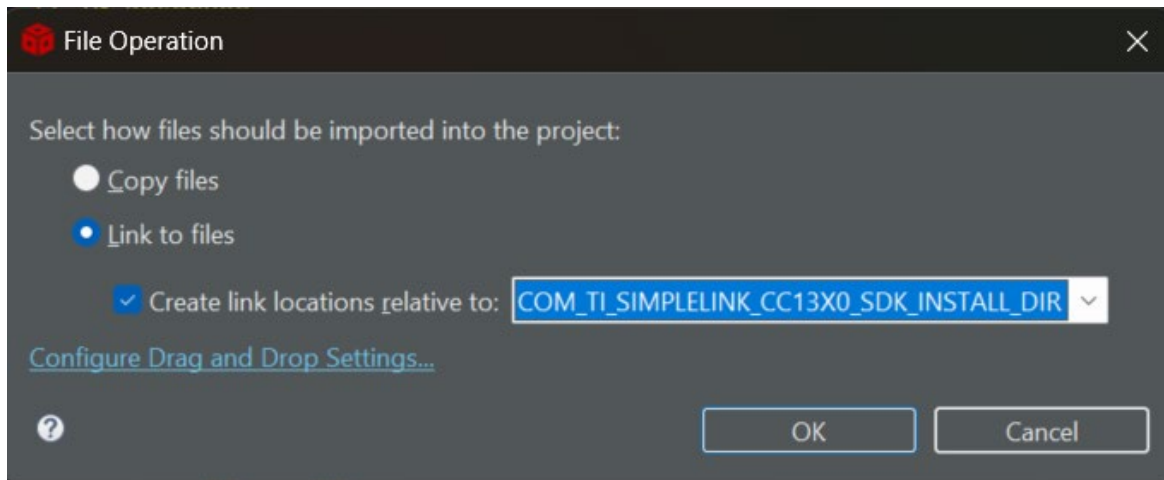 File Operation
Select how files should be imported into the project:
Copy files
Link to files
Create link locations relative to: COM_TI_SIMPLELINK_CC13X0_SDK_INSTALL_DIR
Configure Drag and Drop Settings...
OK Cancel